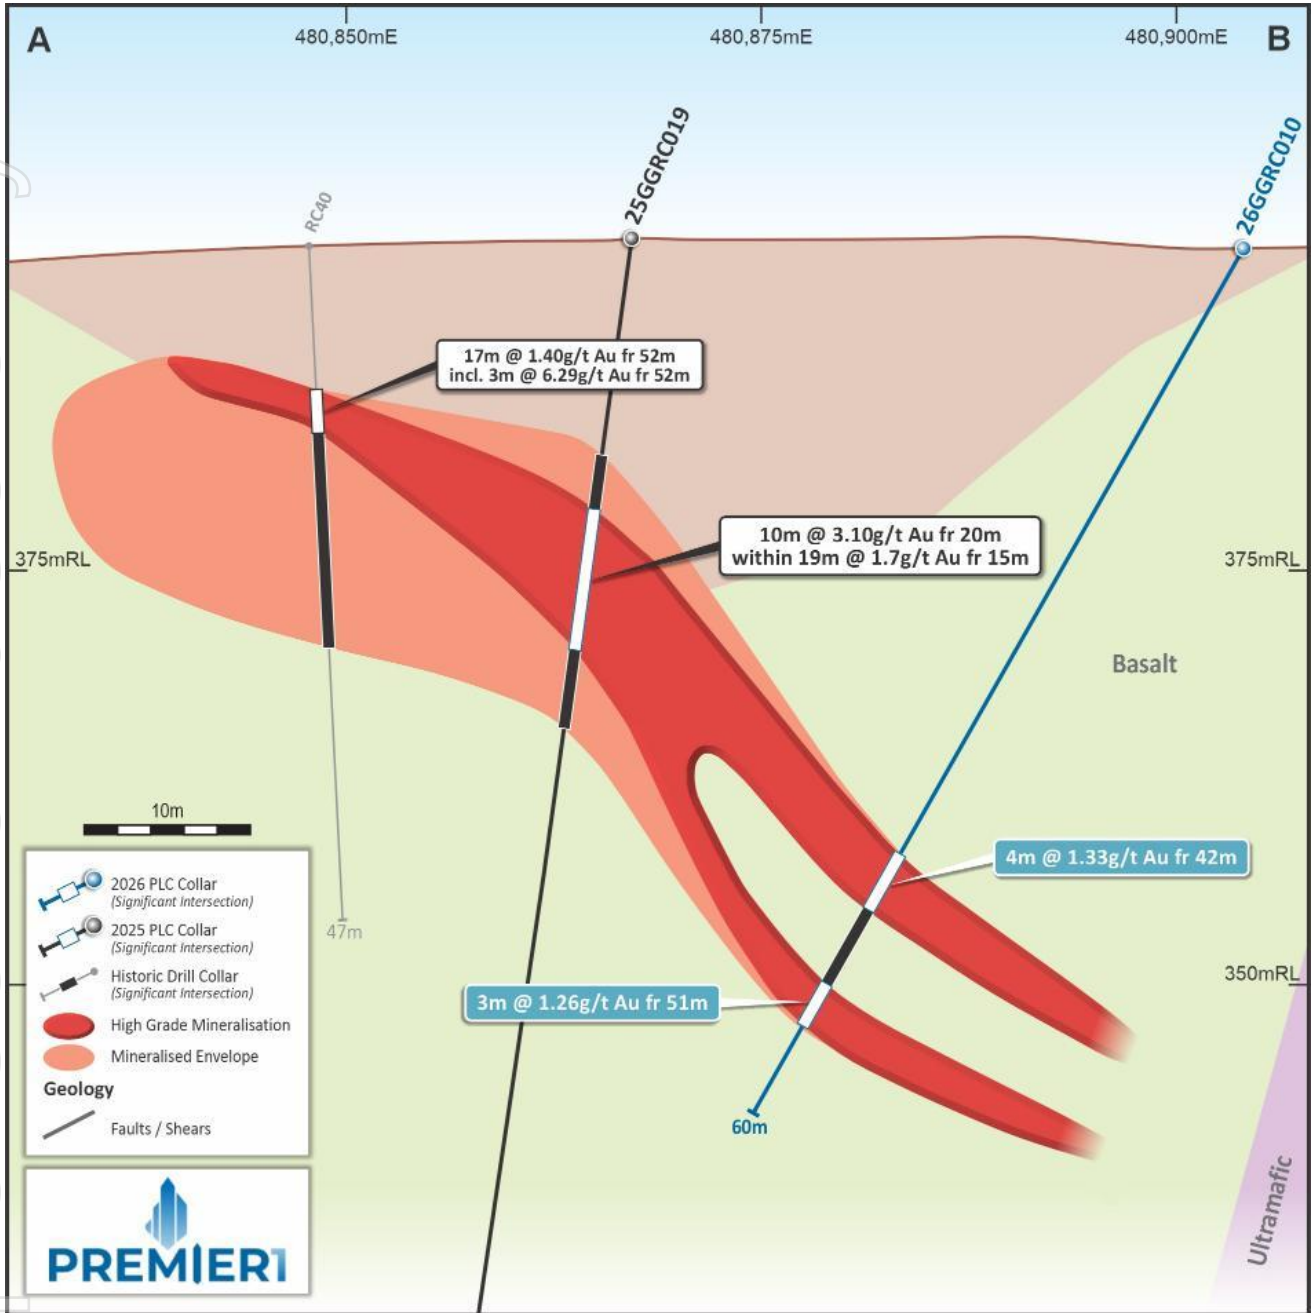 A
480,850mE
480,875mE
480,900mE
B
RC40
25GGRC019
26GGRC010
17m @ 1.40g/t Au fr 52m
incl. 3m @ 6.29g/t Au fr 52m
10m @ 3.10g/t Au fr 20m
within 19m @ 1.7g/t Au fr 15m
375mRL
375mRL
Basalt
10m
4m @ 1.33g/t Au fr 42m
2026 PLC Collar
(Significant Intersection)
2025 PLC Collar
(Significant Intersection)
Historic Drill Collar
(Significant Intersection)
High Grade Mineralisation
Mineralised Envelope
Geology
Faults / Shears
47m
350mRL
3m @ 1.26g/t Au fr 51m
60m
Ultramafic
PREMIER1